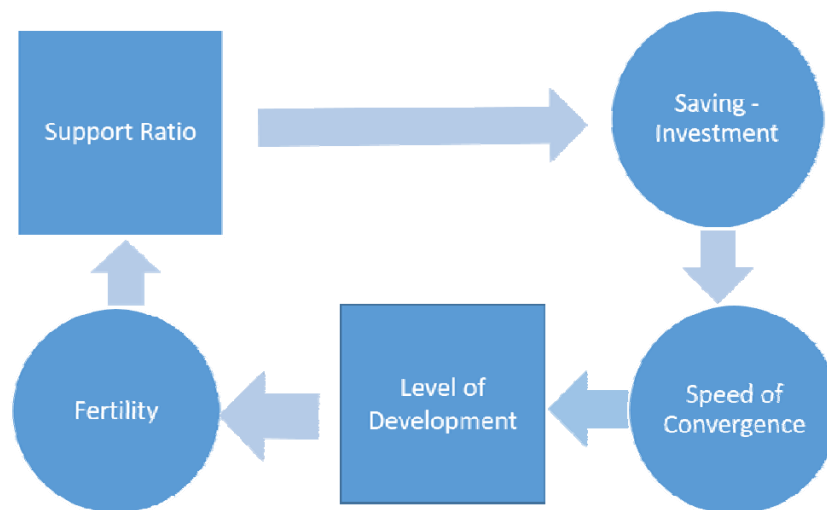 Support Ratio
Saving -
Investment
Fertility
Level of
Development
Speed of
Convergence